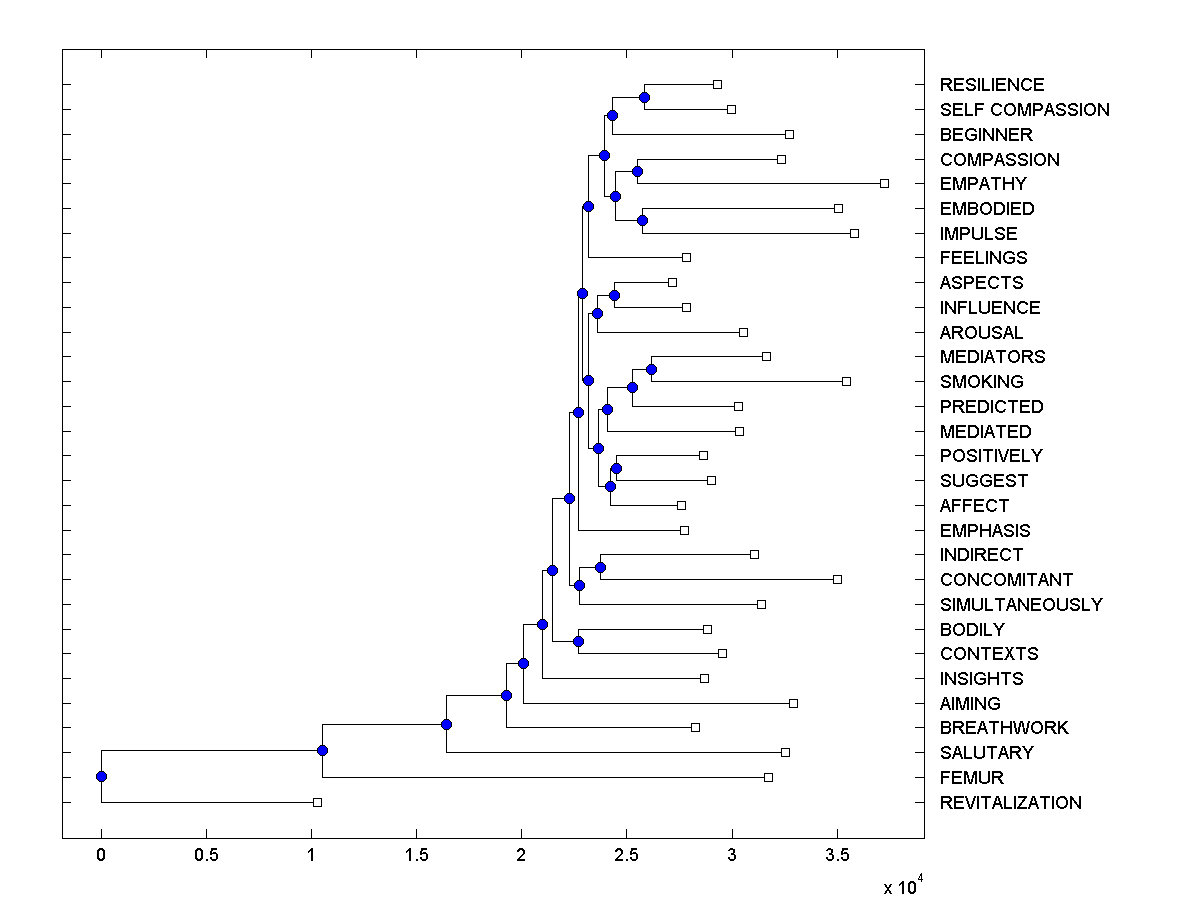 RESILIENCE
SELF COMPASSION
BEGINNER
COMPASSION
EMPATHY
EMBODIED
IMPULSE
FEELINGS
ASPECTS
INFLUENCE
AROUSAL
MEDIATORS
SMOKING
PREDICTED
MEDIATED
POSITIVELY
SUGGEST
AFFECT
EMPHASIS
INDIRECT
CONCOMITANT
SIMULTANEOUSLY
BODILY
CONTEXTS
INSIGHTS
AIMING
BREATHWORK
SALUTARY
FEMUR
REVITALIZATION
0 0.5 1 1.5 2 2.5 3 3.5
x 10^4